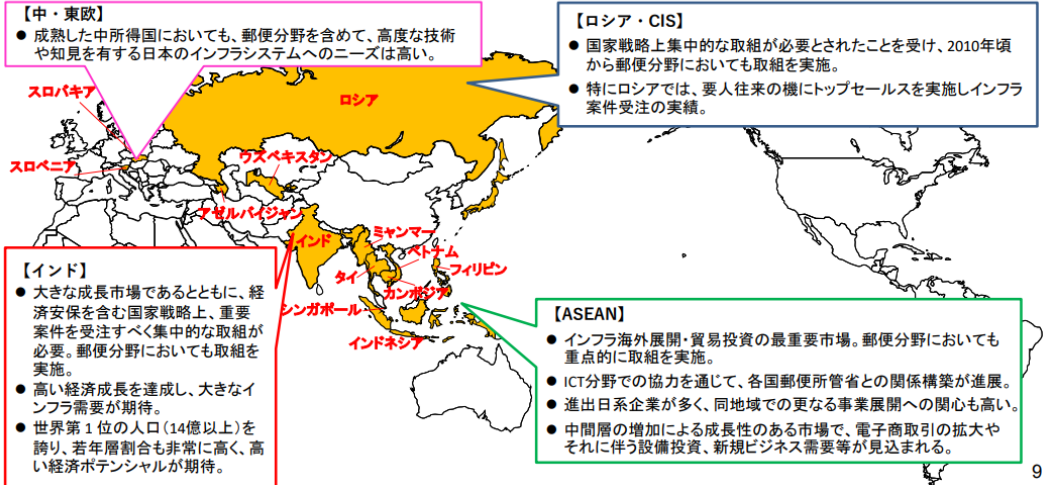 【中・東欧】
● 成熟した中所得国においても、郵便分野を含めて、高度な技術
や知見を有する日本のインフラシステムへのニーズは高い。
【ロシア・CIS】
● 国家戦略上集中的な取組が必要とされたことを受け、2010年頃
から郵便分野においても取組を実施。
● 特にロシアでは、要人往来の機にトップセールスを実施しインフラ
案件受注の実績。
スロバキア
ロシア
スロベニア
ウズベキスタン
アゼルバイジャン
インド
ミャンマー
ベトナム
タイ
フィリピン
カンボジア
シンガポール
インドネシア
【インド】
● 大きな成長市場であるとともに、経
済安保を含む国家戦略上、重要
案件を受注すべく集中的な取組が
必要。郵便分野においても取組を
実施。
● 高い経済成長を達成し、大きなイ
ンフラ需要が期待。
● 世界第1位の人口(14億以上)を
誇り、若年層割合も非常に高く、高
い経済ポテンシャルが期待。
【ASEAN】
● インフラ海外展開・貿易投資の最重要市場。郵便分野においても
重点的に取組を実施。
● ICT分野での協力を通じて、各国郵便所管省との関係構築が進展。
● 進出日系企業が多く、同地域での更なる事業展開への関心も高い。
● 中間層の増加による成長性のある市場で、電子商取引の拡大や
それに伴う設備投資、新規ビジネス需要等が見込まれる。
9